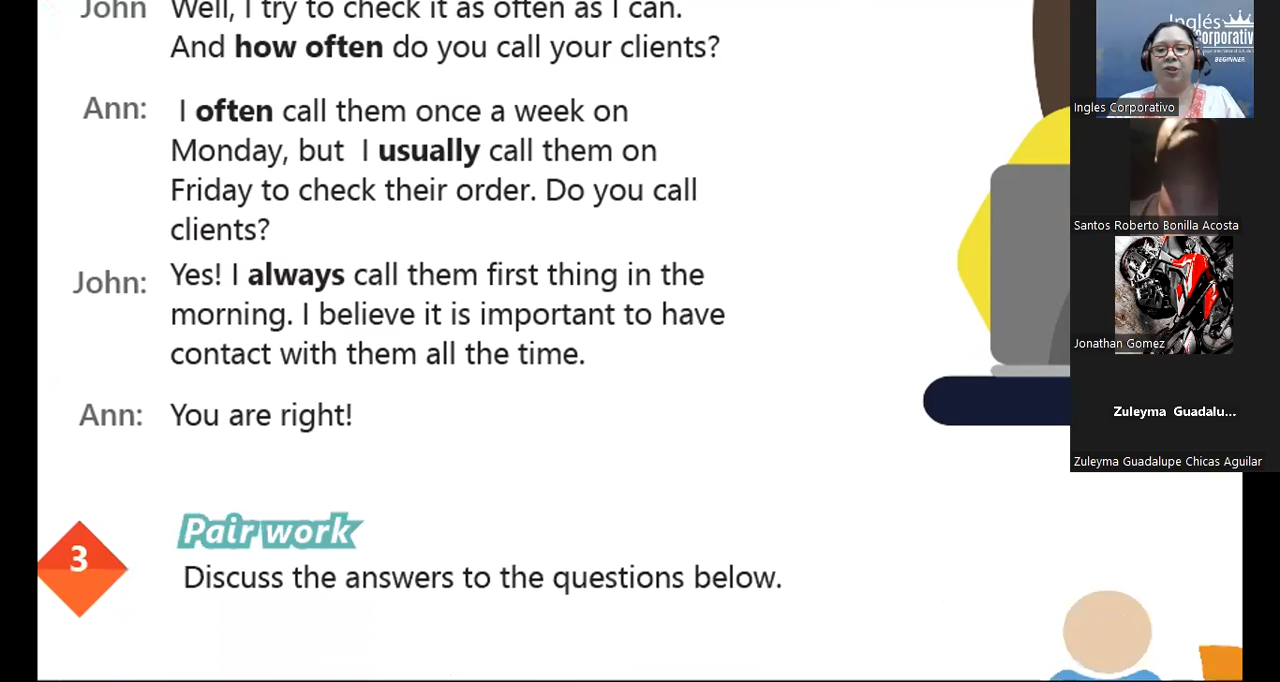 John Well, I try to check it as often as I can.
And how often do you call your clients?
Ann: I often call them once a week on
Monday, but I usually call them on
Friday to check their order. Do you call
clients?
John: Yes! I always call them first thing in the
morning. I believe it is important to have
contact with them all the time.
Ann: You are right!
3
Pair work
Discuss the answers to the questions below.
Inglés
Corporativ
BEGINNER
Ingles Corporativo
Santos Roberto Bonilla Acosta
Jonathan Gomez
Zuleyma Guadalu...
Zuleyma Guadalupe Chicas Aguilar